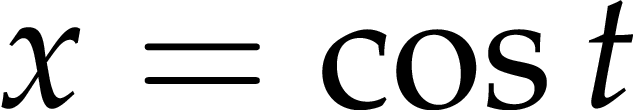 x = cos t